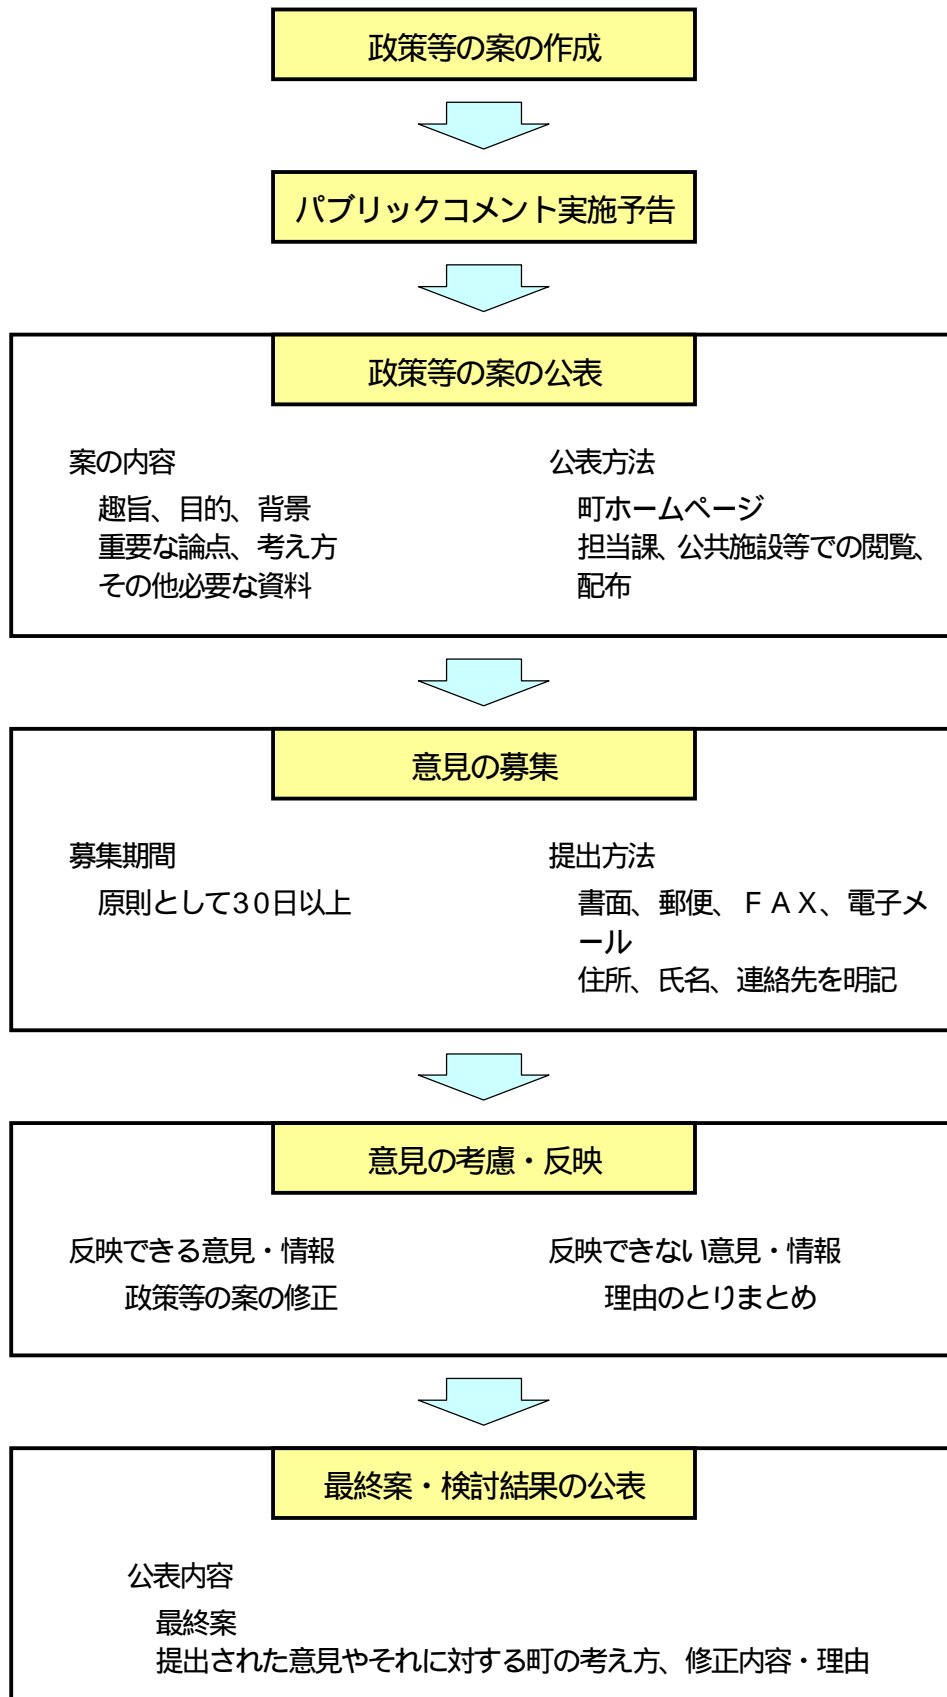 政策等の案の作成
パブリックコメント実施予告
政策等の案の公表
案の内容
趣旨、目的、背景
重要な論点、考え方
その他必要な資料
公表方法
町ホームページ
担当課、公共施設等での閲覧、
配布
意見の募集
募集期間
原則として30日以上
提出方法
書面、郵便、ＦＡＸ、電子メ
ール
住所、氏名、連絡先を明記
意見の考慮・反映
反映できる意見・情報
政策等の案の修正
反映できない意見・情報
理由のとりまとめ
最終案・検討結果の公表
公表内容
最終案
提出された意見やそれに対する町の考え方、修正内容・理由